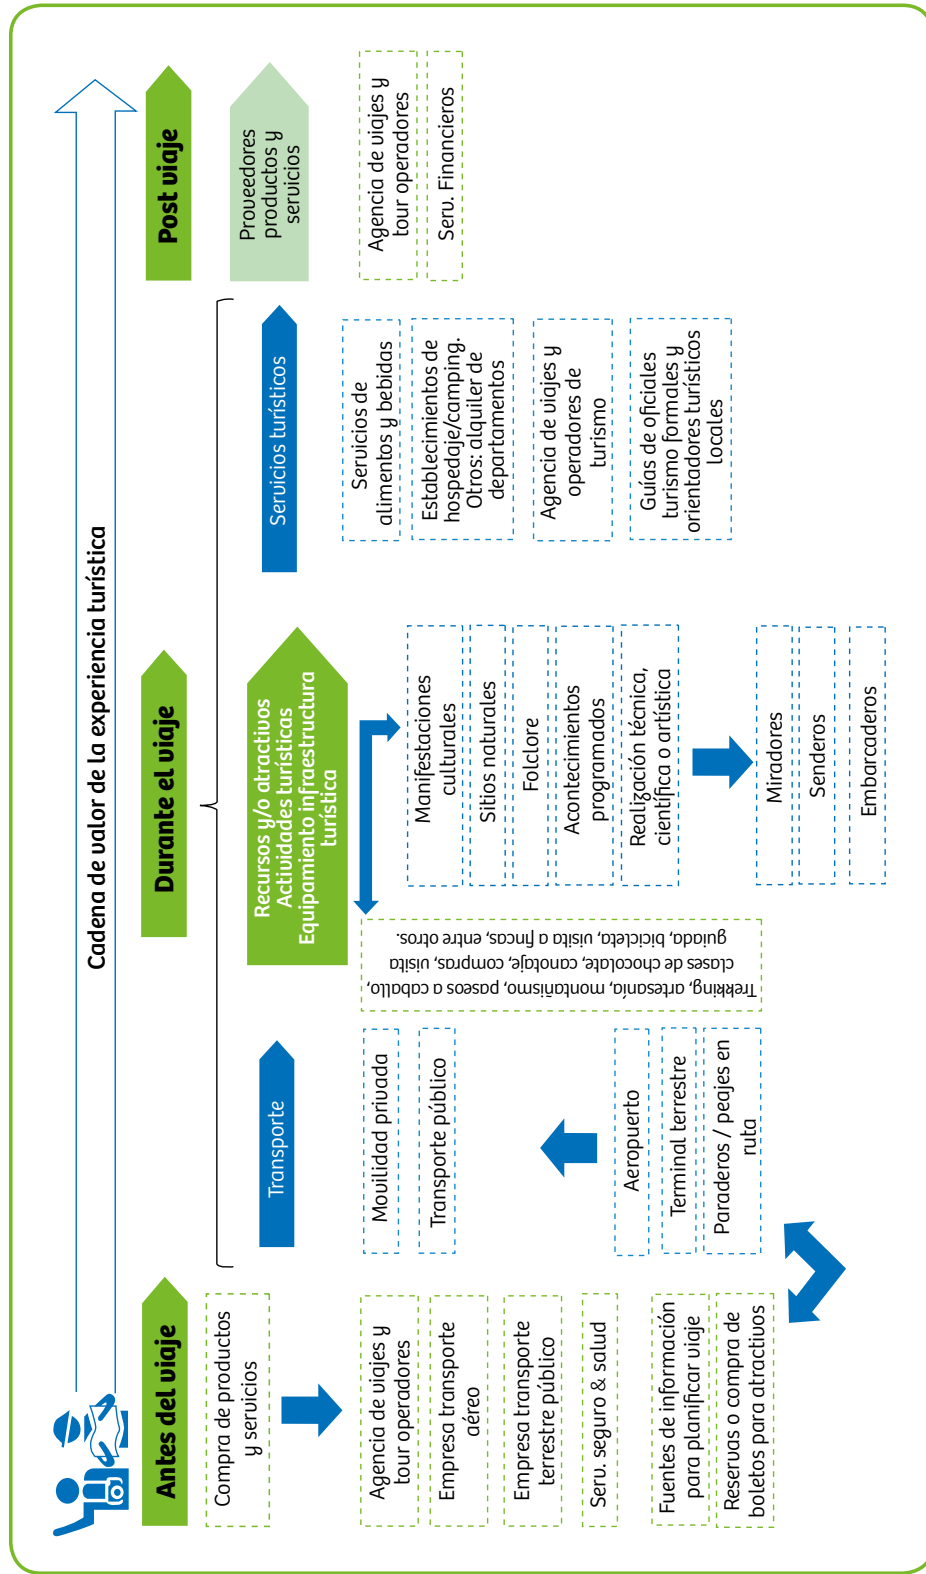 Cadena de valor de la experiencia turística
Antes del viaje
Compra de productos
y servicios
Agencia de viajes y
tour operadores
Empresa transporte
aéreo
Empresa transporte
terrestre público
Serv. seguro & salud
Fuentes de información
para planificar viaje
Reservas o compra de
boletos para atractivos
Durante el viaje
Transporte
Movilidad privada
Transporte público
Aeropuerto
Terminal terrestre
Paraderos / peajes en
ruta
Recursos y/o atractivos
Actividades turísticas
Equipamiento infraestructura
turística
Trekking, artesanía, montañismo, paseos a caballo,
clases de chocolate, canotaje, compras, visita
guiada, bicicleta, visita a fincas, entre otros.
Manifestaciones
culturales
Sitios naturales
Folclore
Acontecimientos
programados
Realización técnica,
científica o artística
Miradores
Senderos
Embarcaderos
Servicios turísticos
Servicios de
alimentos y bebidas
Establecimientos de
hospedaje/camping.
Otros: alquiler de
departamentos
Agencia de viajes y
operadores de
turismo
Guías de oficiales
turismo formales y
orientadores turísticos
locales
Post viaje
Proveedores
productos y
servicios
Agencia de viajes y
tour operadores
Serv. Financieros